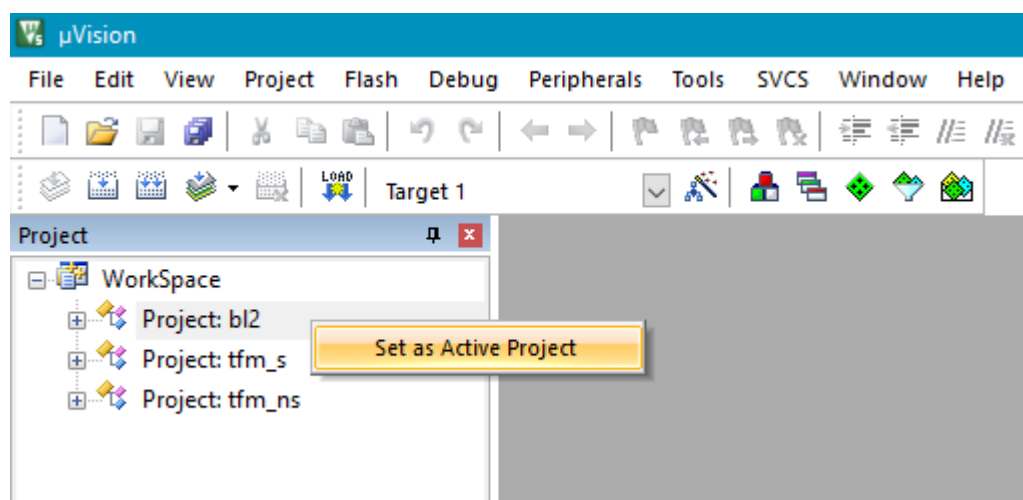 µVision
File Edit View Project Flash Debug Peripherals Tools SVCS Window Help
LOAD Target 1
Project
WorkSpace
Project: bl2
Set as Active Project
Project: tfm_s
Project: tfm_ns